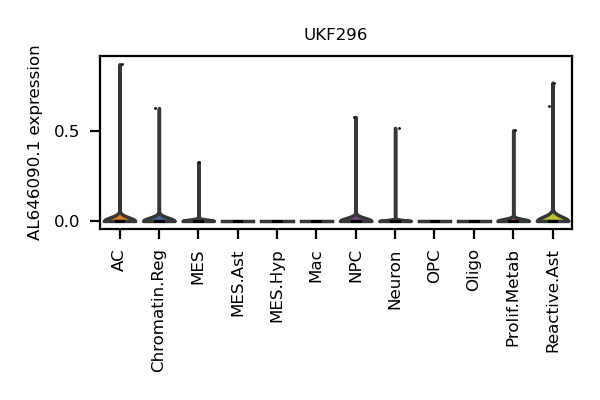 UKF296
AL646090.1 expression
0.5
0.0
AC
Chromatin.Reg
MES
MES.Ast
MES.Hyp
Mac
NPC
Neuron
OPC
Oligo
Prolif.Metab
Reactive.Ast